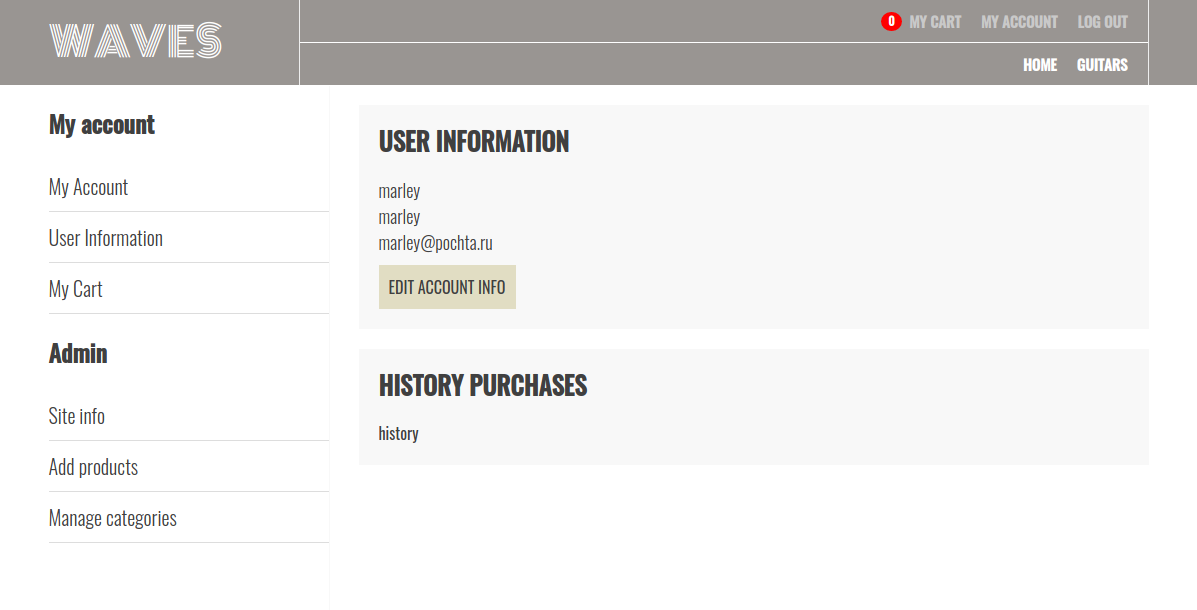 WAVES
0 MY CART MY ACCOUNT LOG OUT
HOME GUITARS
My account
My Account
User Information
My Cart
Admin
Site info
Add products
Manage categories
USER INFORMATION
marley
marley
marley@pochta.ru
EDIT ACCOUNT INFO
HISTORY PURCHASES
history